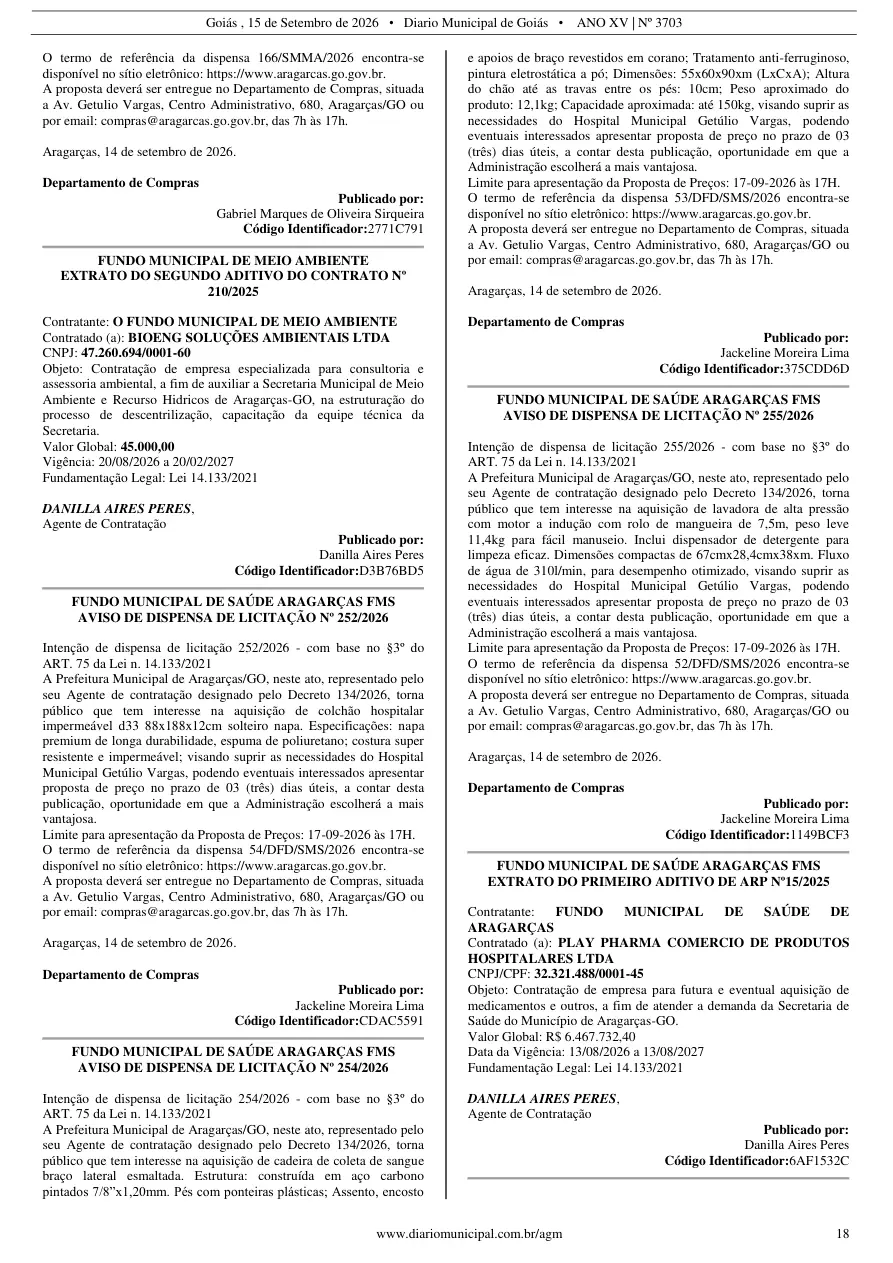 Goiás , 15 de Setembro de 2026 • Diario Municipal de Goiás • ANO XV | Nº 3703
O termo de referência da dispensa 166/SMMA/2026 encontra-se
disponível no sítio eletrônico: https://www.aragarcas.go.gov.br.
A proposta deverá ser entregue no Departamento de Compras, situada
a Av. Getulio Vargas, Centro Administrativo, 680, Aragarças/GO ou
por email: compras@aragarcas.go.gov.br, das 7h às 17h.
Aragarças, 14 de setembro de 2026.
Departamento de Compras
Publicado por:
Gabriel Marques de Oliveira Sirqueira
Código Identificador:2771C791
FUNDO MUNICIPAL DE MEIO AMBIENTE
EXTRATO DO SEGUNDO ADITIVO DO CONTRATO Nº
210/2025
Contratante: O FUNDO MUNICIPAL DE MEIO AMBIENTE
Contratado (a): BIOENG SOLUÇÕES AMBIENTAIS LTDA
CNPJ: 47.260.694/0001-60
Objeto: Contratação de empresa especializada para consultoria e
assessoria ambiental, a fim de auxiliar a Secretaria Municipal de Meio
Ambiente e Recurso Hidricos de Aragarças-GO, na estruturação do
processo de descentrilização, capacitação da equipe técnica da
Secretaria.
Valor Global: 45.000,00
Vigência: 20/08/2026 a 20/02/2027
Fundamentação Legal: Lei 14.133/2021
DANILLA AIRES PERES,
Agente de Contratação
Publicado por:
Danilla Aires Peres
Código Identificador:D3B76BD5
FUNDO MUNICIPAL DE SAÚDE ARAGARÇAS FMS
AVISO DE DISPENSA DE LICITAÇÃO Nº 252/2026
Intenção de dispensa de licitação 252/2026 - com base no §3º do
ART. 75 da Lei n. 14.133/2021
A Prefeitura Municipal de Aragarças/GO, neste ato, representado pelo
seu Agente de contratação designado pelo Decreto 134/2026, torna
público que tem interesse na aquisição de colchão hospitalar
impermeável d33 88x188x12cm solteiro napa. Especificações: napa
premium de longa durabilidade, espuma de poliuretano; costura super
resistente e impermeável; visando suprir as necessidades do Hospital
Municipal Getúlio Vargas, podendo eventuais interessados apresentar
proposta de preço no prazo de 03 (três) dias úteis, a contar desta
publicação, oportunidade em que a Administração escolherá a mais
vantajosa.
Limite para apresentação da Proposta de Preços: 17-09-2026 às 17H.
O termo de referência da dispensa 54/DFD/SMS/2026 encontra-se
disponível no sítio eletrônico: https://www.aragarcas.go.gov.br.
A proposta deverá ser entregue no Departamento de Compras, situada
a Av. Getulio Vargas, Centro Administrativo, 680, Aragarças/GO ou
por email: compras@aragarcas.go.gov.br, das 7h às 17h.
Aragarças, 14 de setembro de 2026.
Departamento de Compras
Publicado por:
Jackeline Moreira Lima
Código Identificador:CDAC5591
FUNDO MUNICIPAL DE SAÚDE ARAGARÇAS FMS
AVISO DE DISPENSA DE LICITAÇÃO Nº 254/2026
Intenção de dispensa de licitação 254/2026 - com base no §3º do
ART. 75 da Lei n. 14.133/2021
A Prefeitura Municipal de Aragarças/GO, neste ato, representado pelo
seu Agente de contratação designado pelo Decreto 134/2026, torna
público que tem interesse na aquisição de cadeira de coleta de sangue
braço lateral esmaltada. Estrutura: construída em aço carbono
pintados 7/8”x1,20mm. Pés com ponteiras plásticas; Assento, encosto
e apoios de braço revestidos em corano; Tratamento anti-ferruginoso,
pintura eletrostática a pó; Dimensões: 55x60x90xm (LxCxA); Altura
do chão até as travas entre os pés: 10cm; Peso aproximado do
produto: 12,1kg; Capacidade aproximada: até 150kg, visando suprir as
necessidades do Hospital Municipal Getúlio Vargas, podendo
eventuais interessados apresentar proposta de preço no prazo de 03
(três) dias úteis, a contar desta publicação, oportunidade em que a
Administração escolherá a mais vantajosa.
Limite para apresentação da Proposta de Preços: 17-09-2026 às 17H.
O termo de referência da dispensa 53/DFD/SMS/2026 encontra-se
disponível no sítio eletrônico: https://www.aragarcas.go.gov.br.
A proposta deverá ser entregue no Departamento de Compras, situada
a Av. Getulio Vargas, Centro Administrativo, 680, Aragarças/GO ou
por email: compras@aragarcas.go.gov.br, das 7h às 17h.
Aragarças, 14 de setembro de 2026.
Departamento de Compras
Publicado por:
Jackeline Moreira Lima
Código Identificador:375CDD6D
FUNDO MUNICIPAL DE SAÚDE ARAGARÇAS FMS
AVISO DE DISPENSA DE LICITAÇÃO Nº 255/2026
Intenção de dispensa de licitação 255/2026 - com base no §3º do
ART. 75 da Lei n. 14.133/2021
A Prefeitura Municipal de Aragarças/GO, neste ato, representado pelo
seu Agente de contratação designado pelo Decreto 134/2026, torna
público que tem interesse na aquisição de lavadora de alta pressão
com motor a indução com rolo de mangueira de 7,5m, peso leve
11,4kg para fácil manuseio. Inclui dispensador de detergente para
limpeza eficaz. Dimensões compactas de 67cmx28,4cmx38xm. Fluxo
de água de 310l/min, para desempenho otimizado, visando suprir as
necessidades do Hospital Municipal Getúlio Vargas, podendo
eventuais interessados apresentar proposta de preço no prazo de 03
(três) dias úteis, a contar desta publicação, oportunidade em que a
Administração escolherá a mais vantajosa.
Limite para apresentação da Proposta de Preços: 17-09-2026 às 17H.
O termo de referência da dispensa 52/DFD/SMS/2026 encontra-se
disponível no sítio eletrônico: https://www.aragarcas.go.gov.br.
A proposta deverá ser entregue no Departamento de Compras, situada
a Av. Getulio Vargas, Centro Administrativo, 680, Aragarças/GO ou
por email: compras@aragarcas.go.gov.br, das 7h às 17h.
Aragarças, 14 de setembro de 2026.
Departamento de Compras
Publicado por:
Jackeline Moreira Lima
Código Identificador:1149BCF3
FUNDO MUNICIPAL DE SAÚDE ARAGARÇAS FMS
EXTRATO DO PRIMEIRO ADITIVO DE ARP Nº15/2025
Contratante: FUNDO MUNICIPAL DE SAÚDE DE
ARAGARÇAS
Contratado (a): PLAY PHARMA COMERCIO DE PRODUTOS
HOSPITALARES LTDA
CNPJ/CPF: 32.321.488/0001-45
Objeto: Contratação de empresa para futura e eventual aquisição de
medicamentos e outros, a fim de atender a demanda da Secretaria de
Saúde do Município de Aragarças-GO.
Valor Global: R$ 6.467.732,40
Data da Vigência: 13/08/2026 a 13/08/2027
Fundamentação Legal: Lei 14.133/2021
DANILLA AIRES PERES,
Agente de Contratação
Publicado por:
Danilla Aires Peres
Código Identificador:6AF1532C
www.diariomunicipal.com.br/agm 18